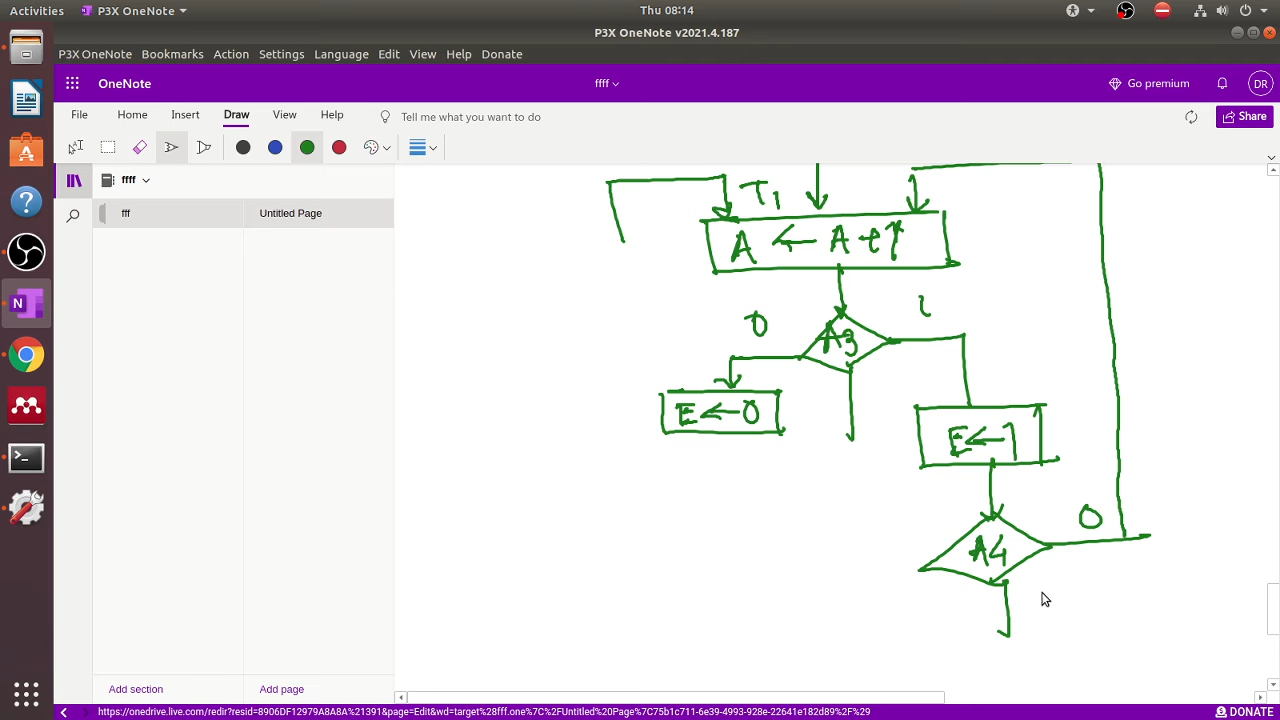 Activities P3X OneNote Thu 08:14
P3X OneNote v2021.4.187
P3X OneNote Bookmarks Action Settings Language Edit View Help Donate
OneNote ffff Go premium DR
File Home Insert Draw View Help Tell me what you want to do Share
ffff
fff Untitled Page
T1
A ← A + 1
0 A3 1
E ← 0
E ← 1
0
A4
Add section Add page
https://onedrive.live.com/redir?resid=8906DF12979A8A8A%21391&page=Edit&wd=target%28fff.one%7C%2FUntitled%20Page%7C75b1c711-6e39-4993-928e-22641e182d89%2F%29 DONATE